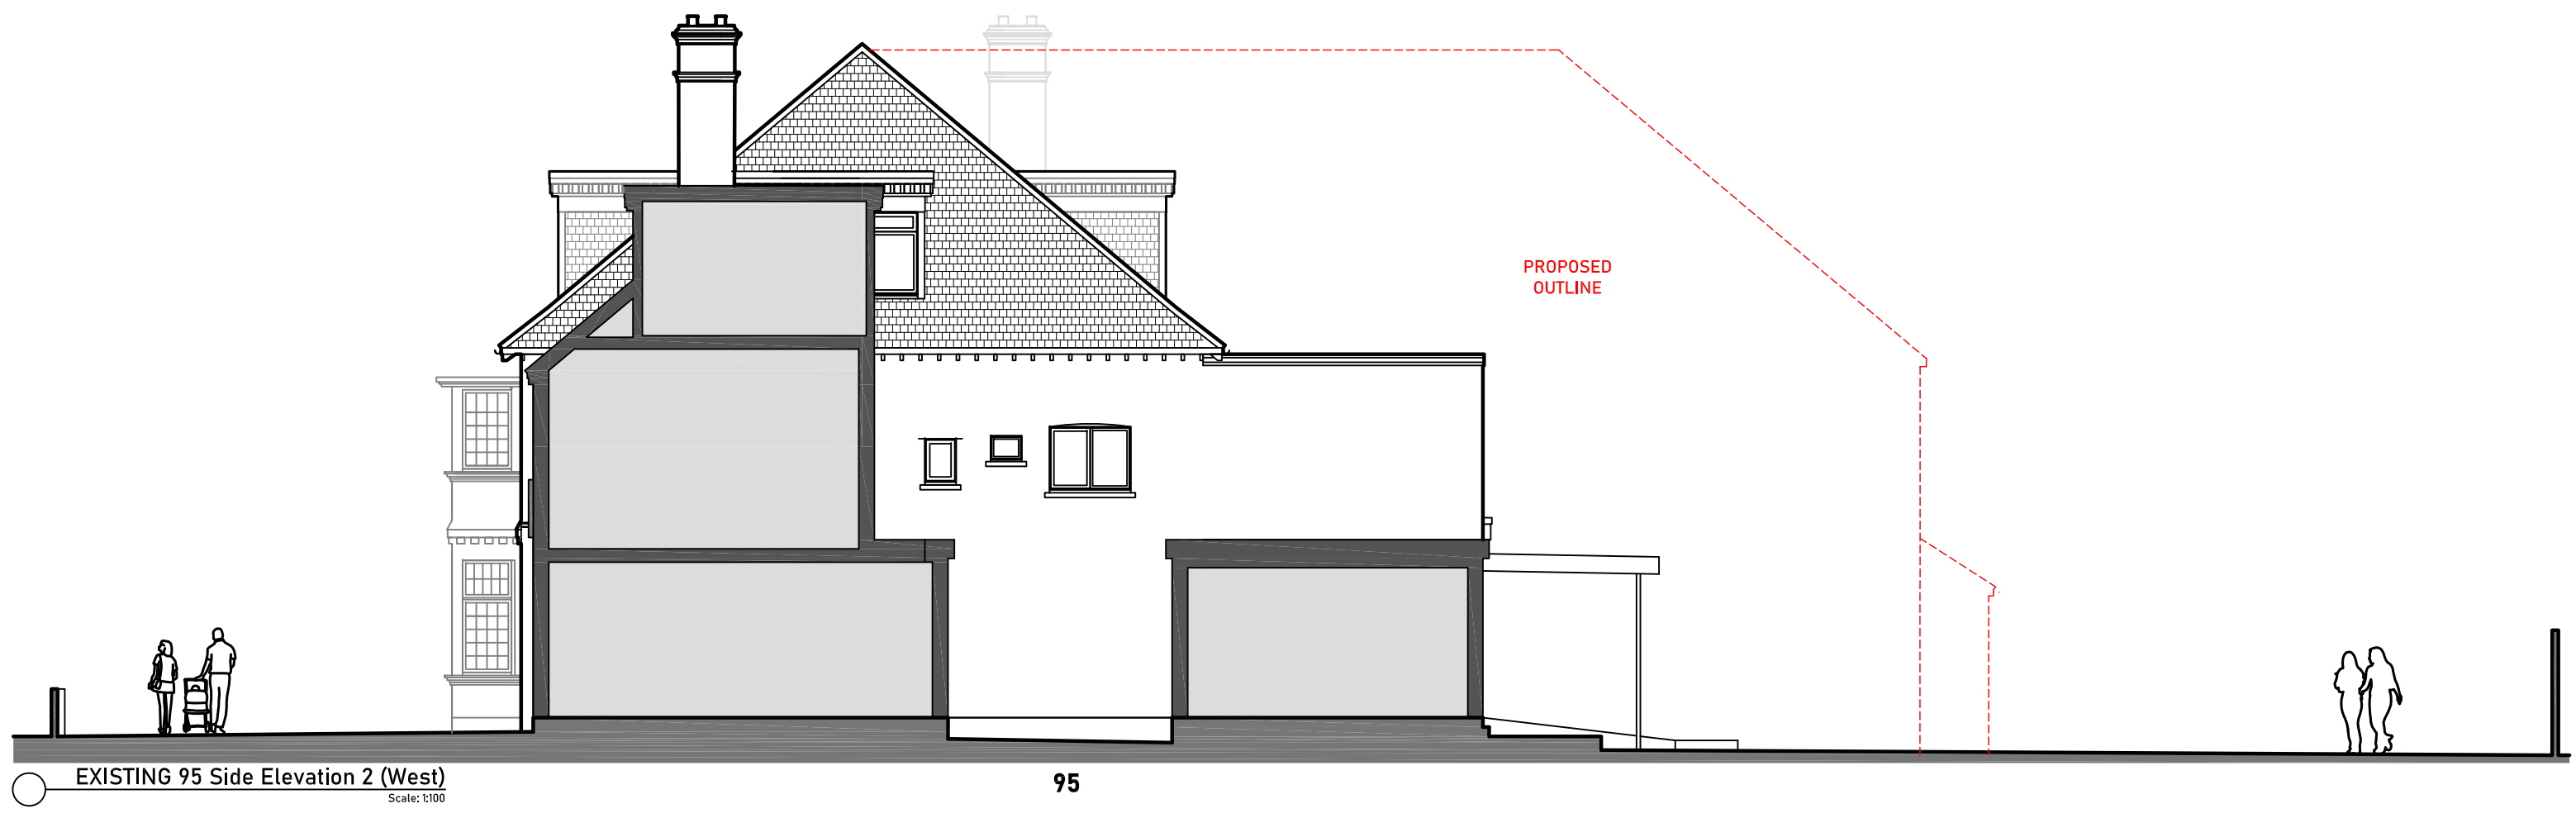 PROPOSED
OUTLINE
EXISTING 95 Side Elevation 2 (West)
Scale: 1:100
95